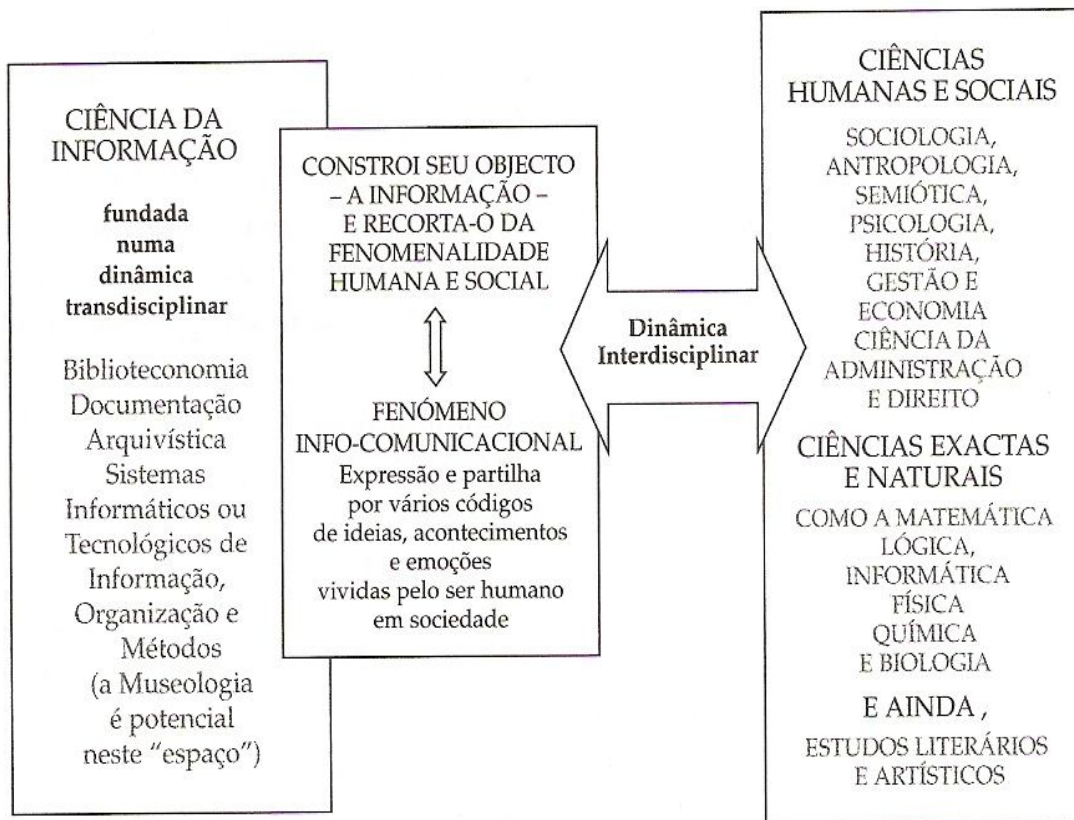 CIÊNCIA DA
INFORMAÇÃO
fundada
numa
dinâmica
transdisciplinar
Biblioteconomia
Documentação
Arquivística
Sistemas
Informáticos ou
Tecnológicos de
Informação,
Organização e
Métodos
(a Museologia
é potencial
neste “espaço”)
CONSTROI SEU OBJECTO
– A INFORMAÇÃO –
E RECORTA-O DA
FENOMENALIDADE
HUMANA E SOCIAL
FENÓMENO
INFO-COMUNICACIONAL
Expressão e partilha
por vários códigos
de ideias, acontecimentos
e emoções
vividas pelo ser humano
em sociedade
Dinâmica
Interdisciplinar
CIÊNCIAS
HUMANAS E SOCIAIS
SOCIOLOGIA,
ANTROPOLOGIA,
SEMIÓTICA,
PSICOLOGIA,
HISTÓRIA,
GESTÃO E
ECONOMIA
CIÊNCIA DA
ADMINISTRAÇÃO
E DIREITO
CIÊNCIAS EXACTAS
E NATURAIS
COMO A MATEMÁTICA
LÓGICA,
INFORMÁTICA
FÍSICA
QUÍMICA
E BIOLOGIA
E AINDA ,
ESTUDOS LITERÁRIOS
E ARTÍSTICOS